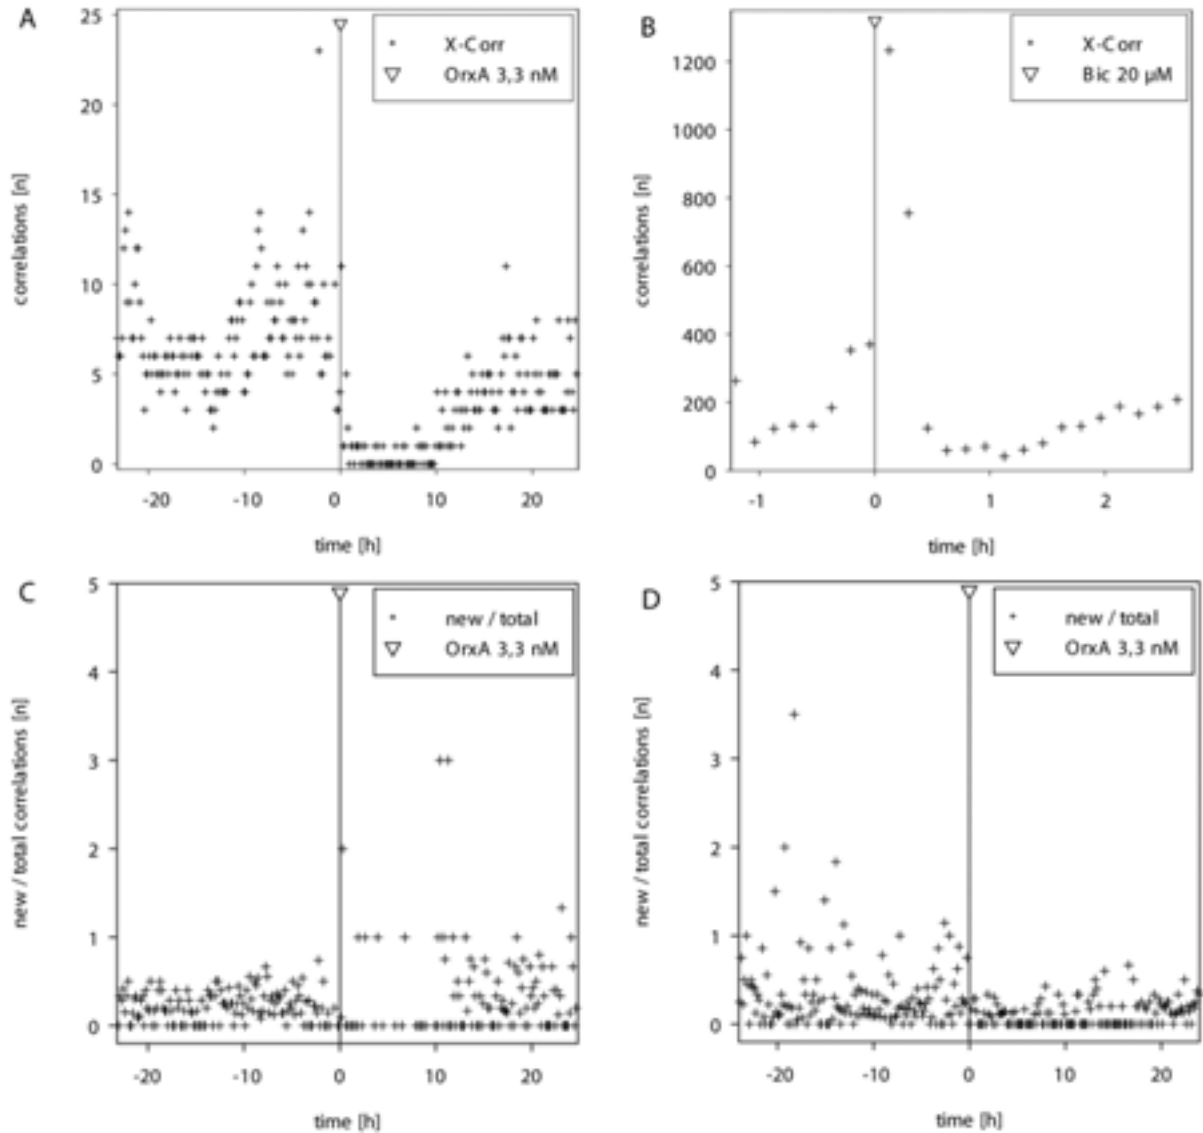 A
X-Corr
OrxA 3,3 nM
25
20
15
10
5
0
correlations [n]
-20 -10 0 10 20
time [h]
B
X-Corr
Bic 20 µM
1200
1000
800
600
400
200
0
correlations [n]
-1 0 1 2
time [h]
C
new / total
OrxA 3,3 nM
5
4
3
2
1
0
new / total correlations [n]
-20 -10 0 10 20
time [h]
D
new / total
OrxA 3,3 nM
5
4
3
2
1
0
new / total correlations [n]
-20 -10 0 10 20
time [h]